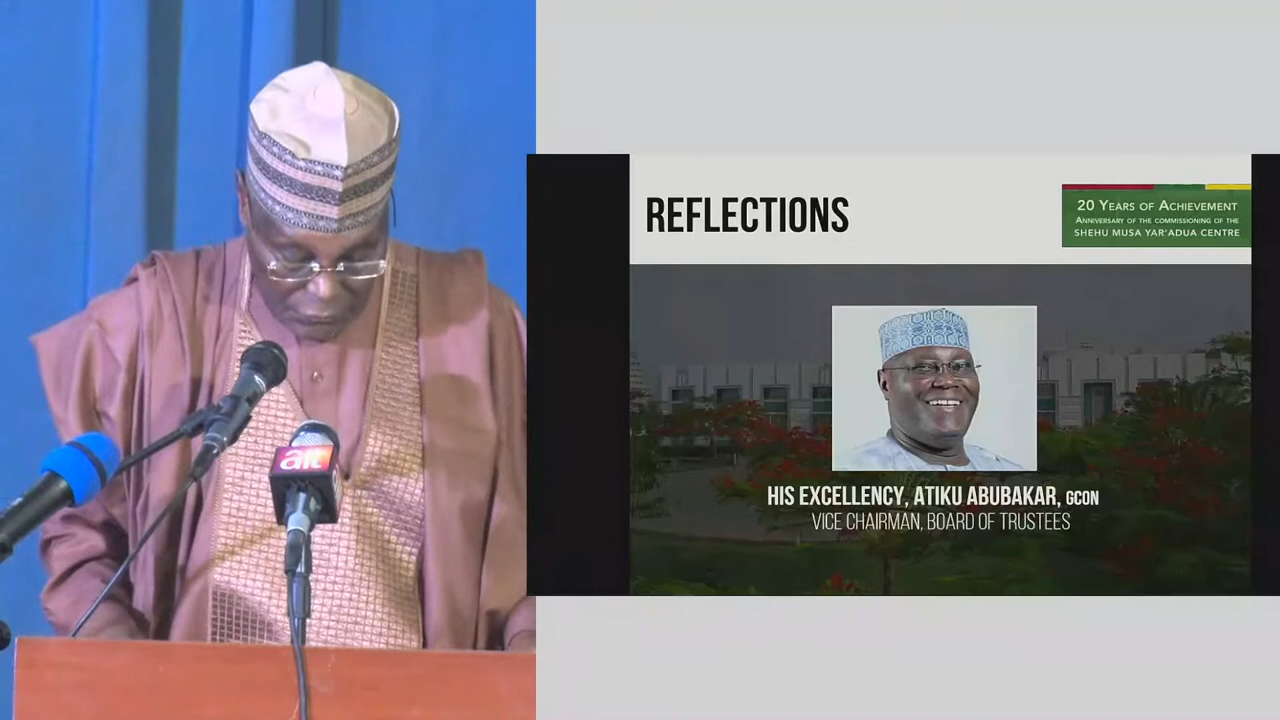 ait
REFLECTIONS
20 YEARS OF ACHIEVEMENT
ANNIVERSARY OF THE COMMISSIONING OF THE
SHEHU MUSA YAR'ADUA CENTRE
HIS EXCELLENCY, ATIKU ABUBAKAR, GCON
VICE CHAIRMAN, BOARD OF TRUSTEES